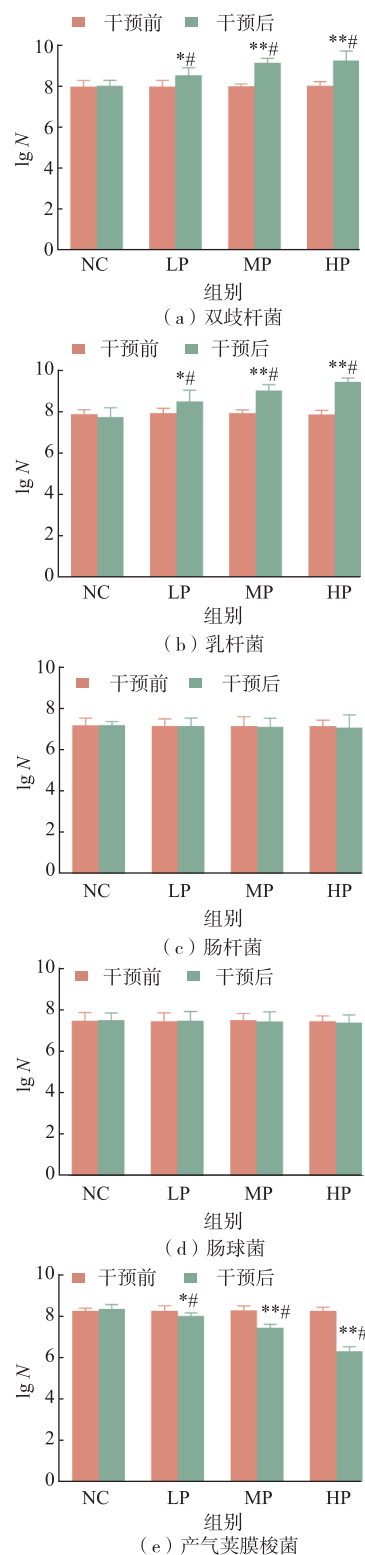 干预前 干预后
*# **# **#
10
8
6
4
2
0
lg N
NC LP MP HP
组别
（a）双歧杆菌
干预前 干预后
*# **# **#
10
8
6
4
2
0
lg N
NC LP MP HP
组别
（b）乳杆菌
10
干预前 干预后
8
6
4
2
0
lg N
NC LP MP HP
组别
（c）肠杆菌
10
干预前 干预后
8
6
4
2
0
lg N
NC LP MP HP
组别
（d）肠球菌
10
干预前 干预后
*# **# **#
8
6
4
2
0
lg N
NC LP MP HP
组别
（e）产气荚膜梭菌